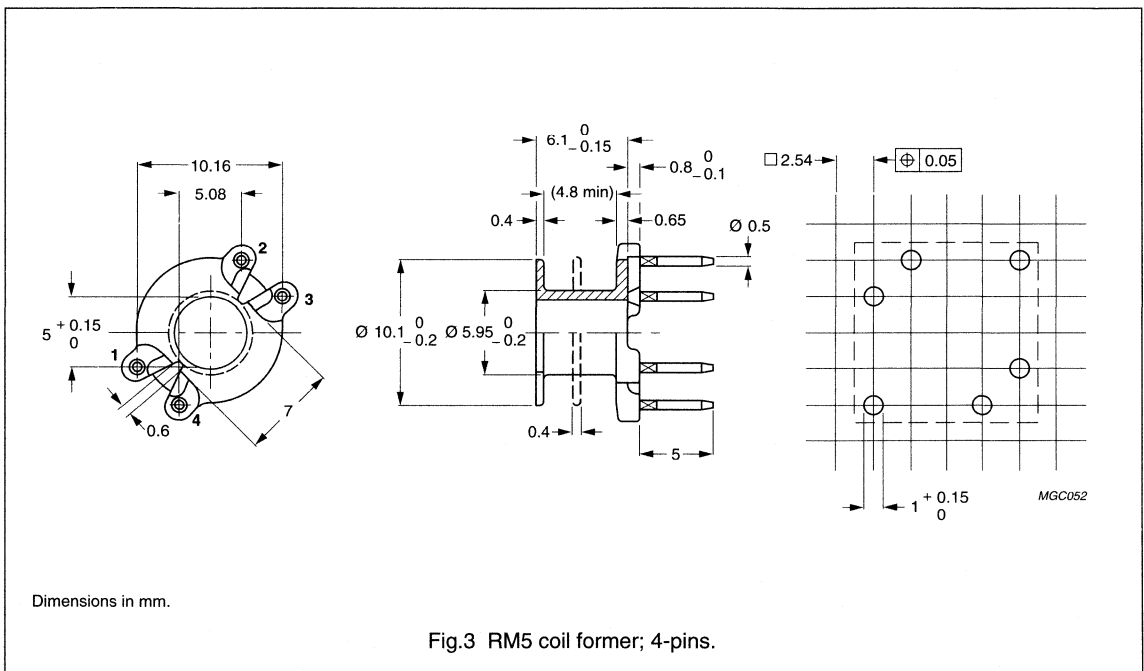 10.16
5.08
2
3
5 + 0.15 0
1
4
0.6
7
6.1 0 − 0.15
0.8 0 − 0.1
(4.8 min)
0.4
0.65
Ø 0.5
Ø 10.1 0 − 0.2
Ø 5.95 0 − 0.2
0.4
5
□ 2.54
⌖ 0.05
1 + 0.15 0
MGC052
Dimensions in mm.
Fig.3 RM5 coil former; 4-pins.